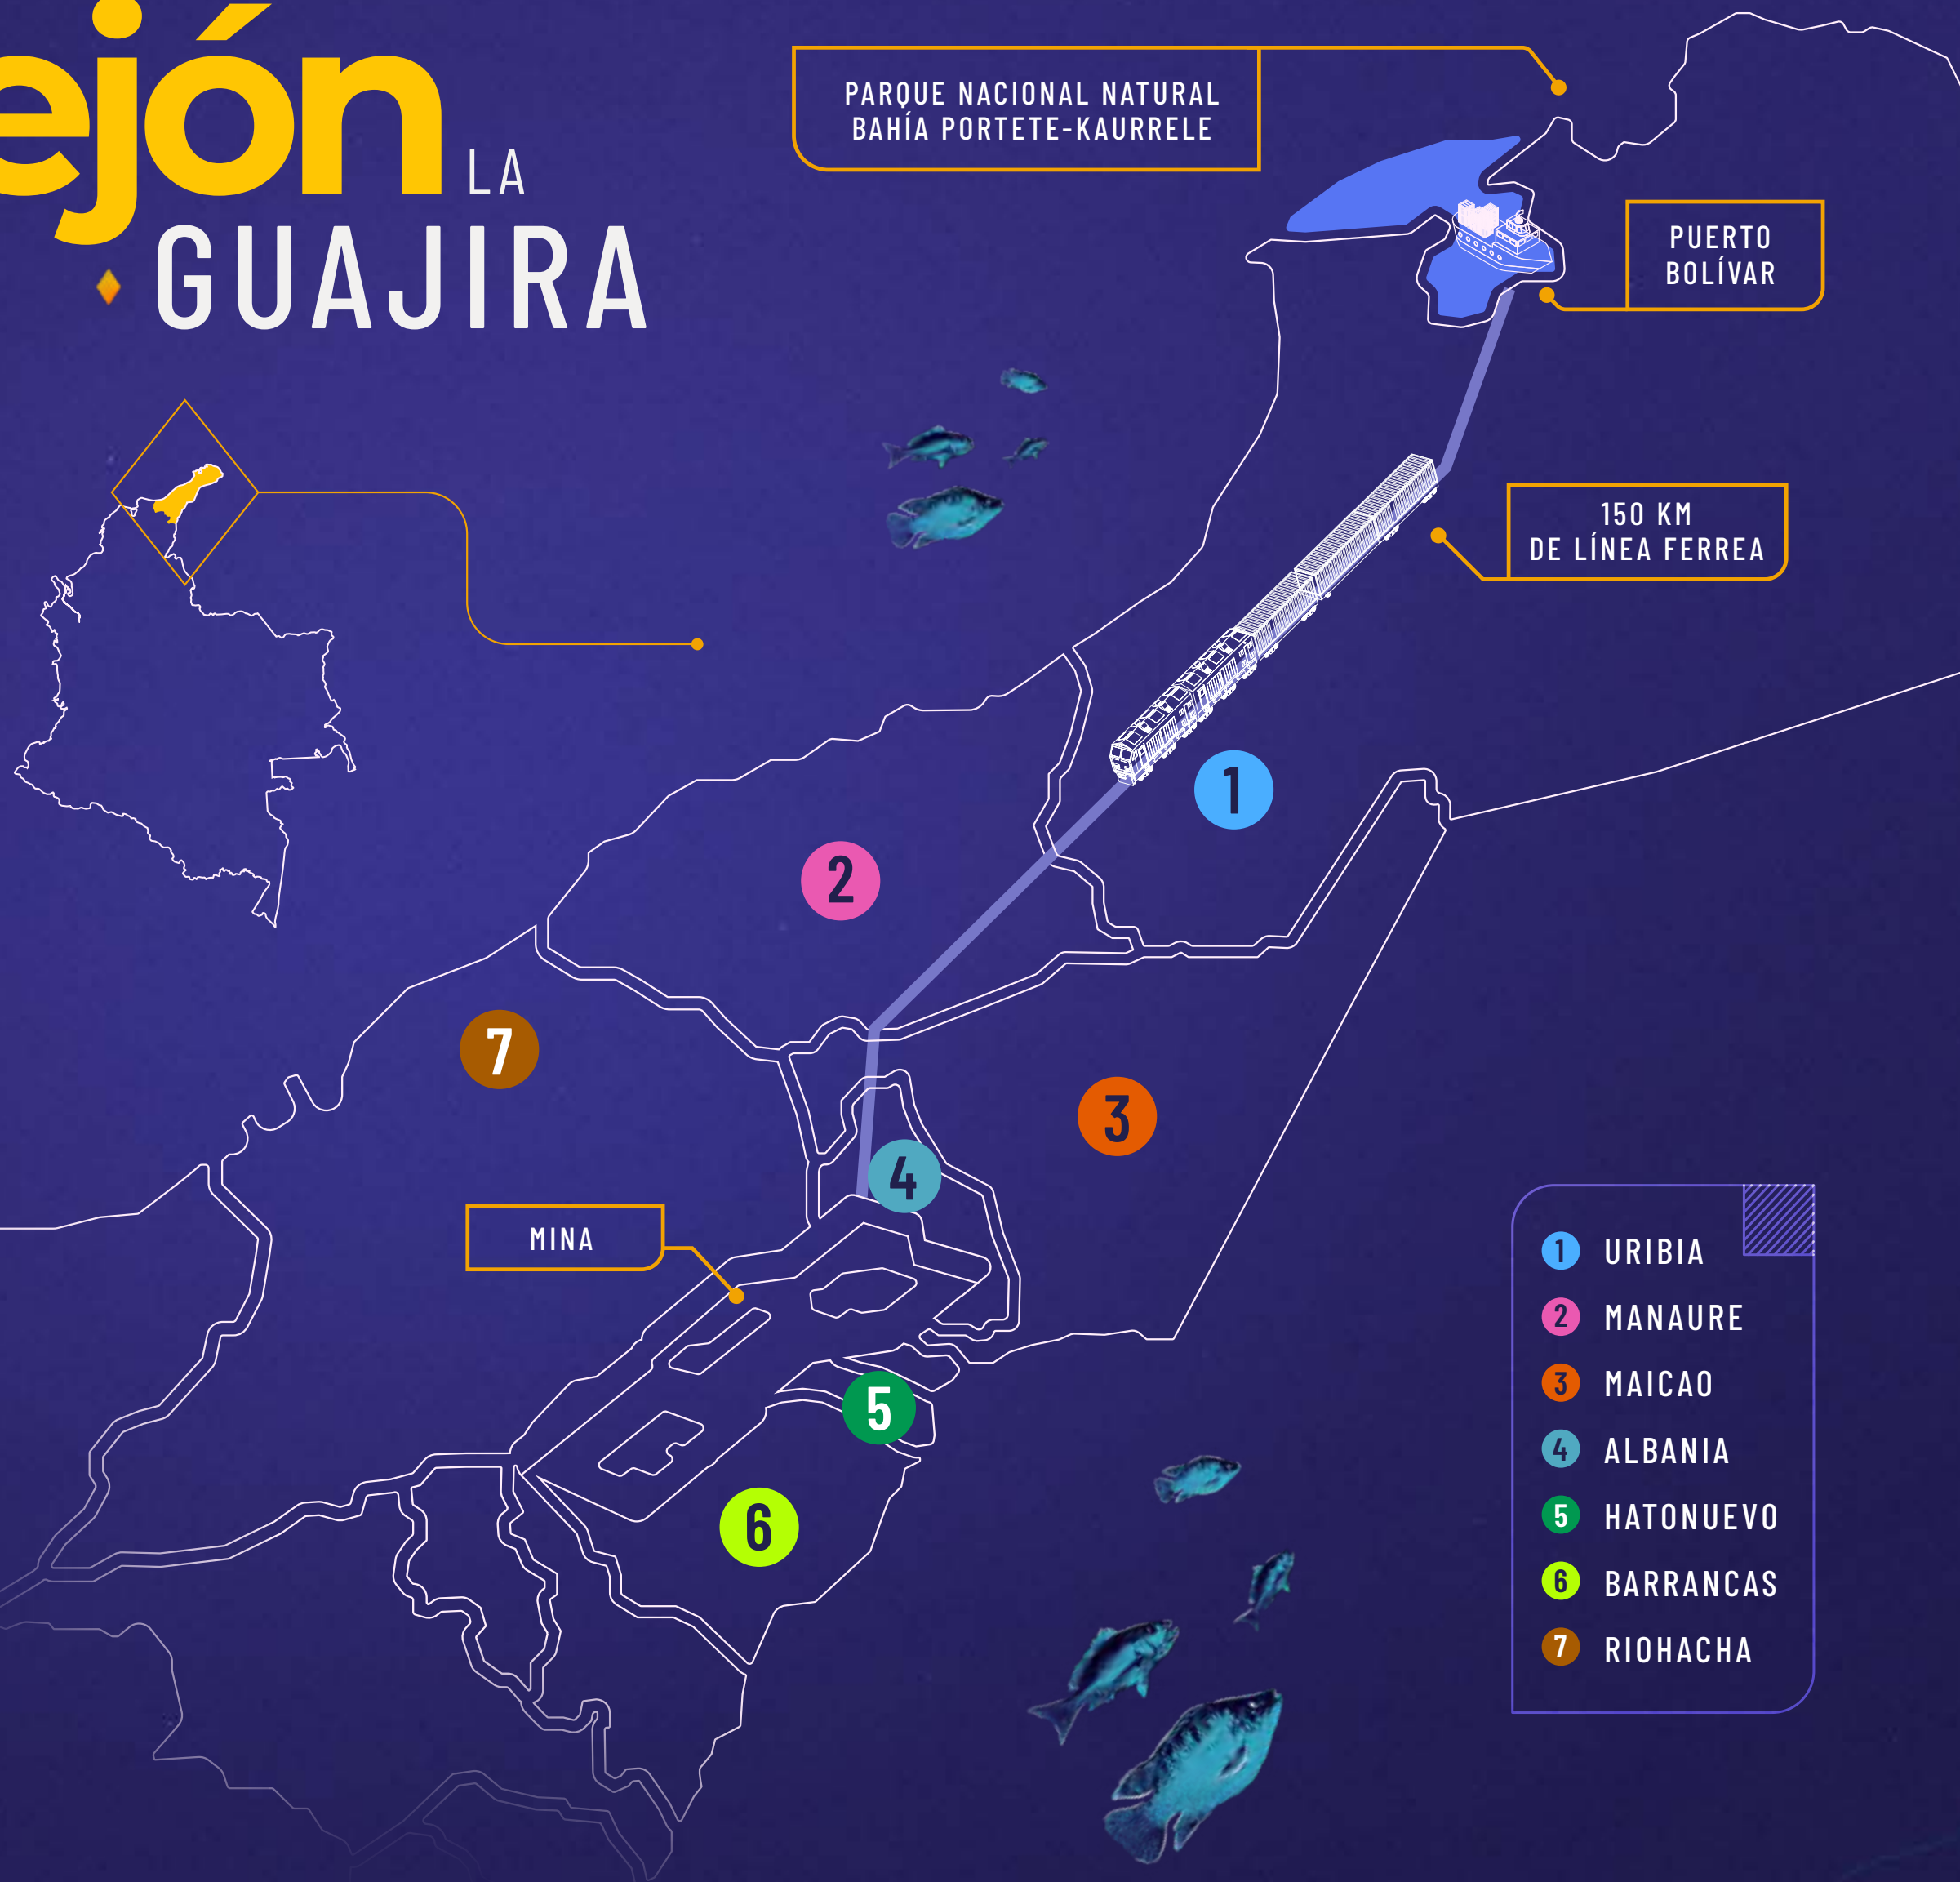 ejón LA
GUAJIRA
PARQUE NACIONAL NATURAL
BAHÍA PORTETE-KAURRELE
PUERTO
BOLÍVAR
150 KM
DE LÍNEA FERREA
1
2
7
3
4
MINA
5
6
1 URIBIA
2 MANAURE
3 MAICAO
4 ALBANIA
5 HATONUEVO
6 BARRANCAS
7 RIOHACHA